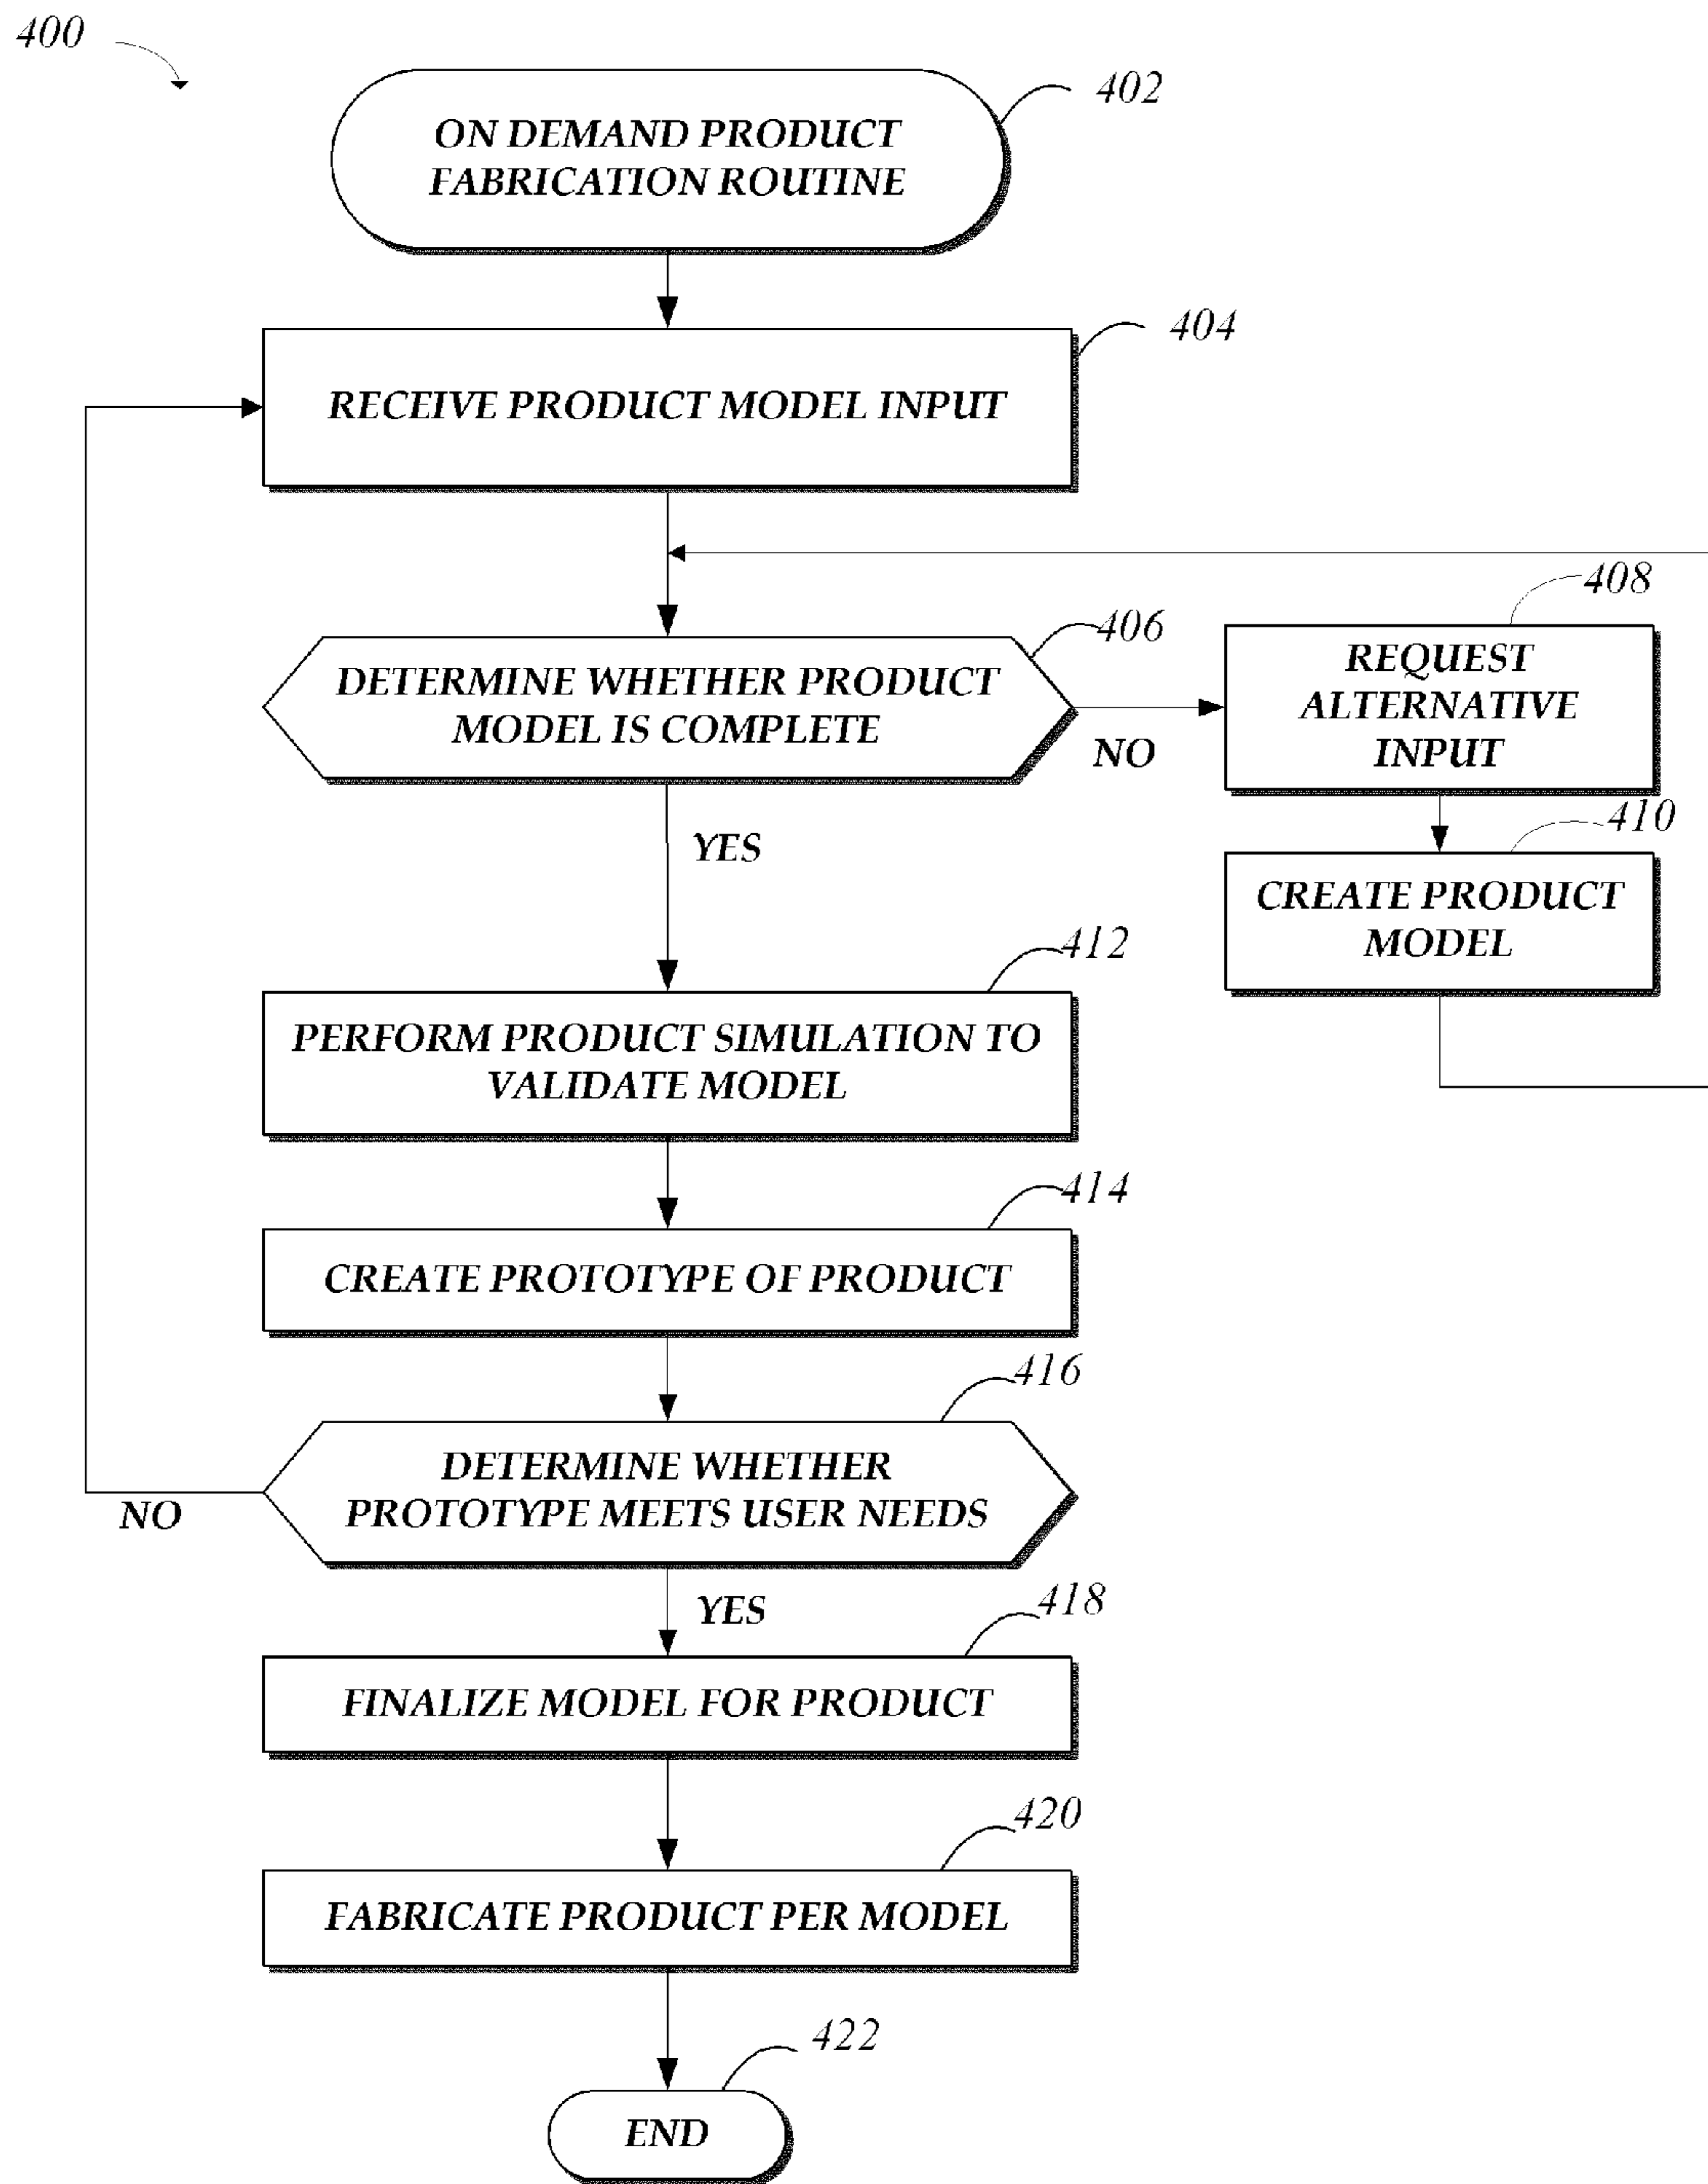 400
402
ON DEMAND PRODUCT
FABRICATION ROUTINE
404
RECEIVE PRODUCT MODEL INPUT
406
DETERMINE WHETHER PRODUCT
MODEL IS COMPLETE
NO
408
REQUEST
ALTERNATIVE
INPUT
410
CREATE PRODUCT
MODEL
YES
412
PERFORM PRODUCT SIMULATION TO
VALIDATE MODEL
414
CREATE PROTOTYPE OF PRODUCT
416
DETERMINE WHETHER
PROTOTYPE MEETS USER NEEDS
NO
YES
418
FINALIZE MODEL FOR PRODUCT
420
FABRICATE PRODUCT PER MODEL
422
END